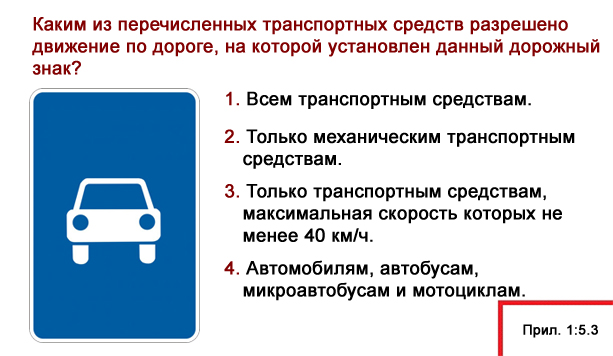 Каким из перечисленных транспортных средств разрешено
движение по дороге, на которой установлен данный дорожный
знак?
1. Всем транспортным средствам.
2. Только механическим транспортным
средствам.
3. Только транспортным средствам,
максимальная скорость которых не
менее 40 км/ч.
4. Автомобилям, автобусам,
микроавтобусам и мотоциклам.
Прил. 1:5.3